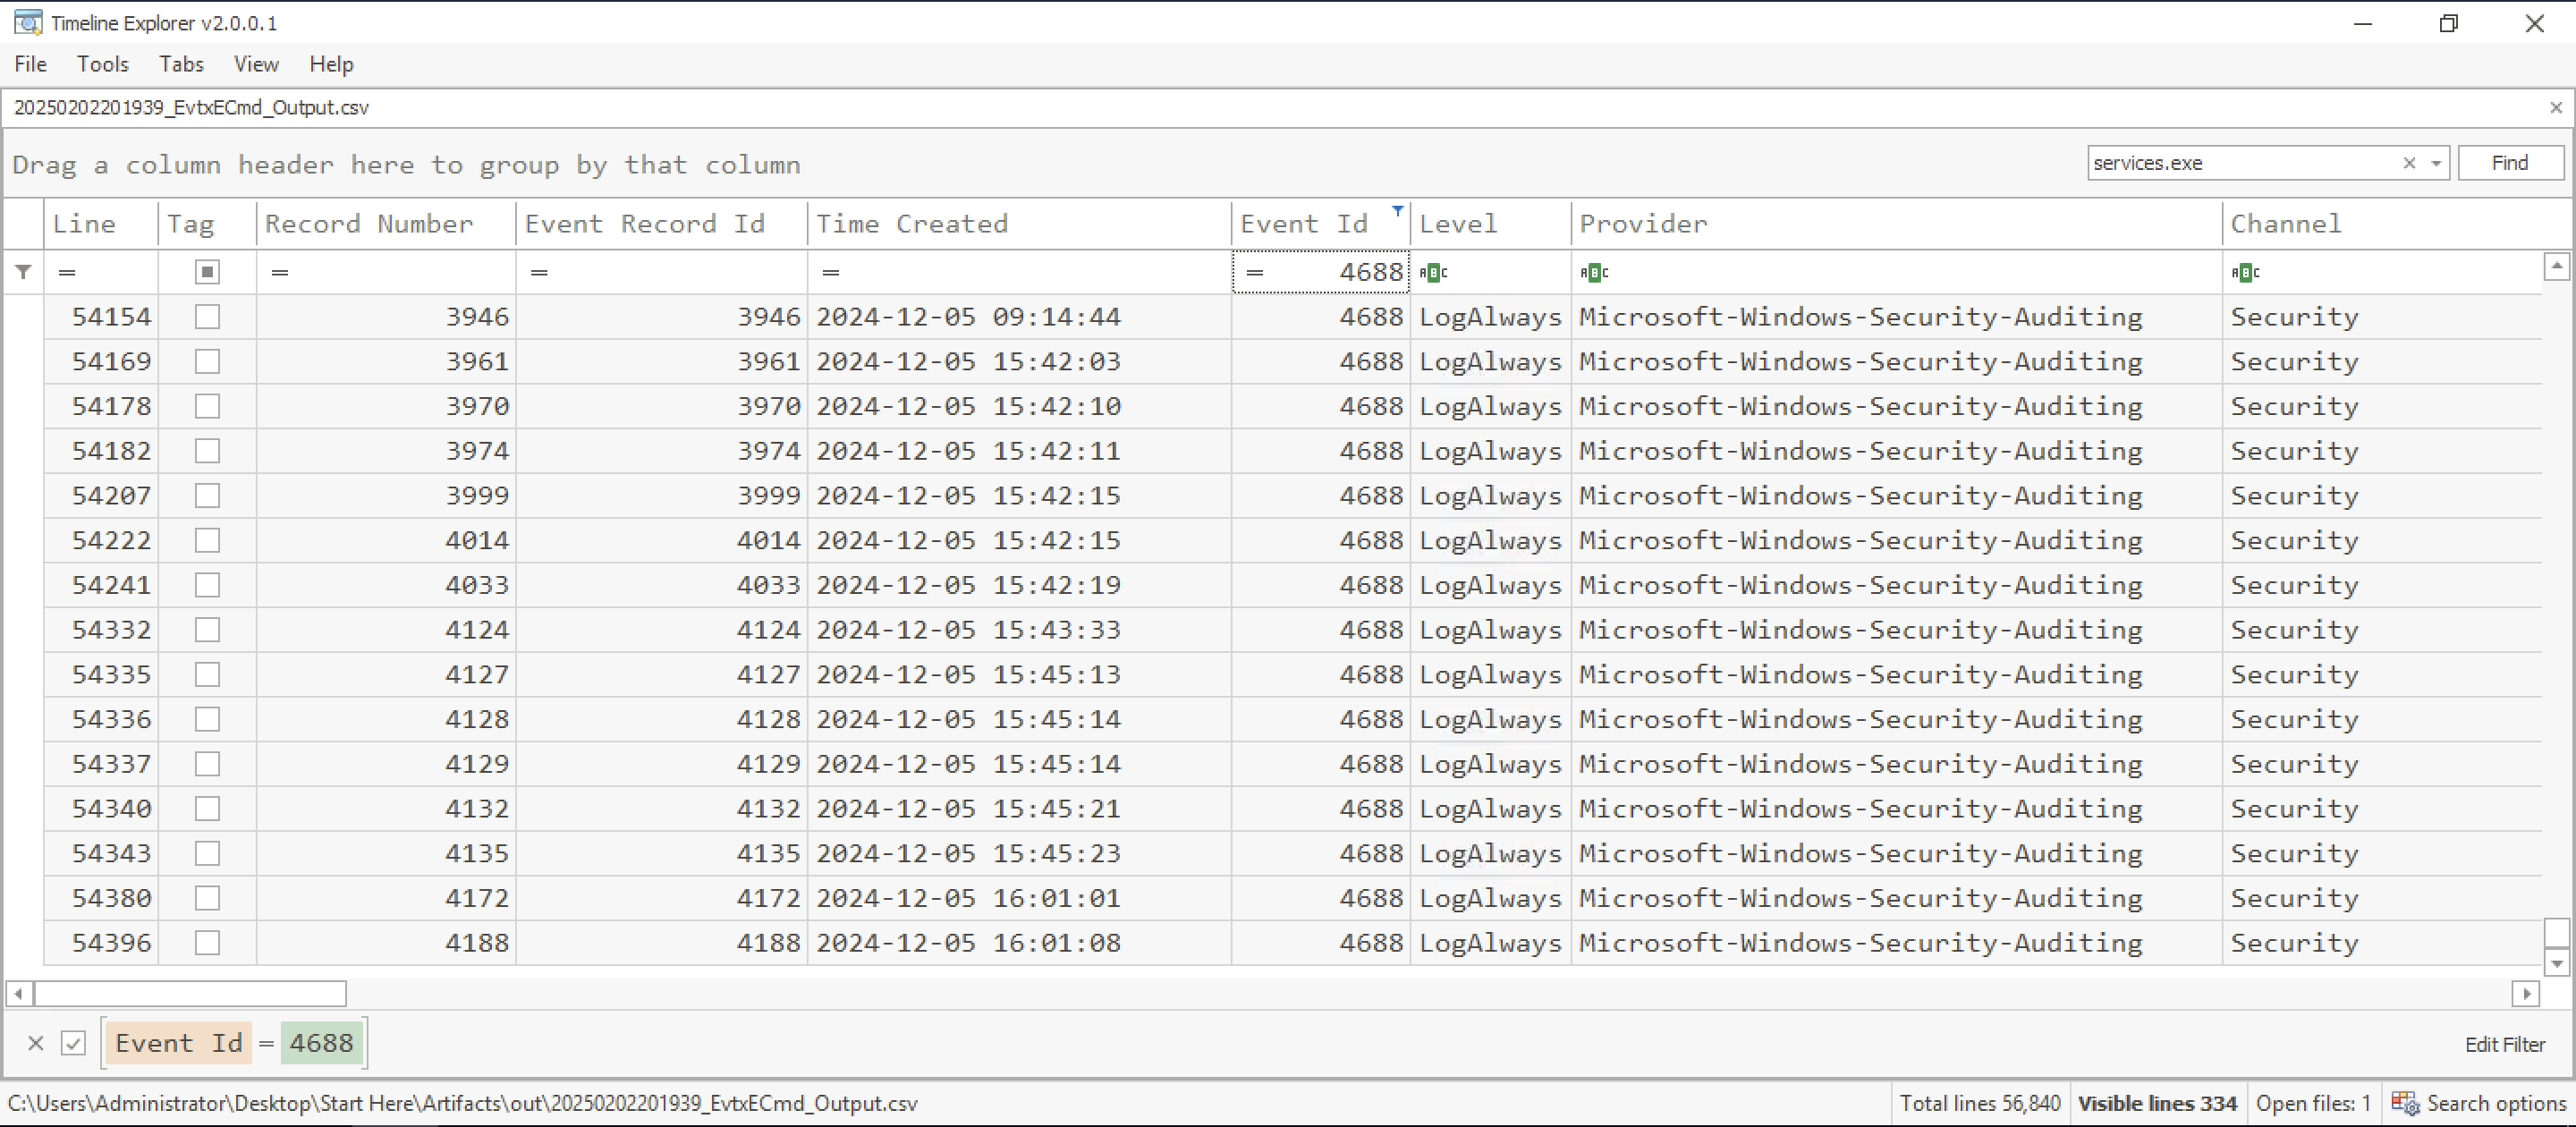 Timeline Explorer v2.0.0.1
File Tools Tabs View Help
20250202201939_EvtxECmd_Output.csv
Drag a column header here to group by that column
services.exe Find
Line Tag Record Number Event Record Id Time Created Event Id Level Provider Channel
= = = = = 4688 ABC ABC ABC
54154 3946 3946 2024-12-05 09:14:44 4688 LogAlways Microsoft-Windows-Security-Auditing Security
54169 3961 3961 2024-12-05 15:42:03 4688 LogAlways Microsoft-Windows-Security-Auditing Security
54178 3970 3970 2024-12-05 15:42:10 4688 LogAlways Microsoft-Windows-Security-Auditing Security
54182 3974 3974 2024-12-05 15:42:11 4688 LogAlways Microsoft-Windows-Security-Auditing Security
54207 3999 3999 2024-12-05 15:42:15 4688 LogAlways Microsoft-Windows-Security-Auditing Security
54222 4014 4014 2024-12-05 15:42:15 4688 LogAlways Microsoft-Windows-Security-Auditing Security
54241 4033 4033 2024-12-05 15:42:19 4688 LogAlways Microsoft-Windows-Security-Auditing Security
54332 4124 4124 2024-12-05 15:43:33 4688 LogAlways Microsoft-Windows-Security-Auditing Security
54335 4127 4127 2024-12-05 15:45:13 4688 LogAlways Microsoft-Windows-Security-Auditing Security
54336 4128 4128 2024-12-05 15:45:14 4688 LogAlways Microsoft-Windows-Security-Auditing Security
54337 4129 4129 2024-12-05 15:45:14 4688 LogAlways Microsoft-Windows-Security-Auditing Security
54340 4132 4132 2024-12-05 15:45:21 4688 LogAlways Microsoft-Windows-Security-Auditing Security
54343 4135 4135 2024-12-05 15:45:23 4688 LogAlways Microsoft-Windows-Security-Auditing Security
54380 4172 4172 2024-12-05 16:01:01 4688 LogAlways Microsoft-Windows-Security-Auditing Security
54396 4188 4188 2024-12-05 16:01:08 4688 LogAlways Microsoft-Windows-Security-Auditing Security
Event Id = 4688 Edit Filter
C:\Users\Administrator\Desktop\Start Here\Artifacts\out\20250202201939_EvtxECmd_Output.csv Total lines 56,840 Visible lines 334 Open files: 1 Search options